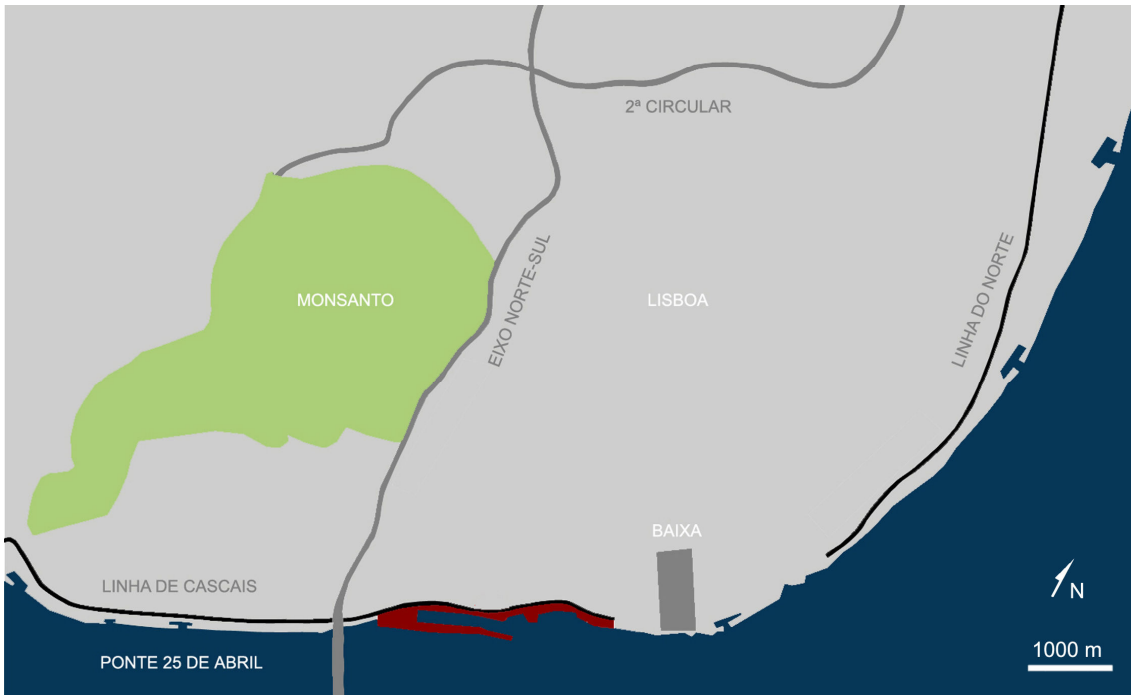 2ª CIRCULAR
MONSANTO
EIXO NORTE-SUL
LISBOA
LINHA DO NORTE
BAIXA
LINHA DE CASCAIS
N
PONTE 25 DE ABRIL
1000 m